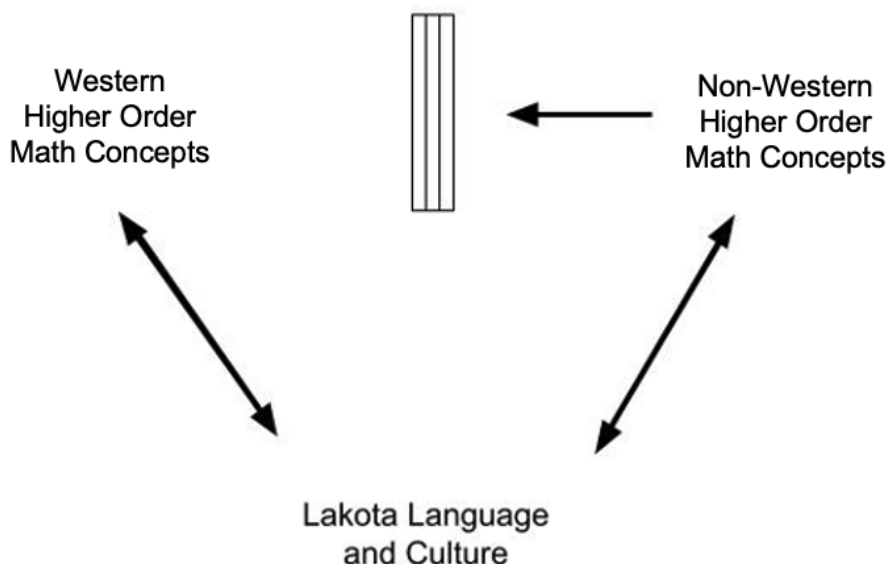 Western
Higher Order
Math Concepts
Non-Western
Higher Order
Math Concepts
Lakota Language
and Culture